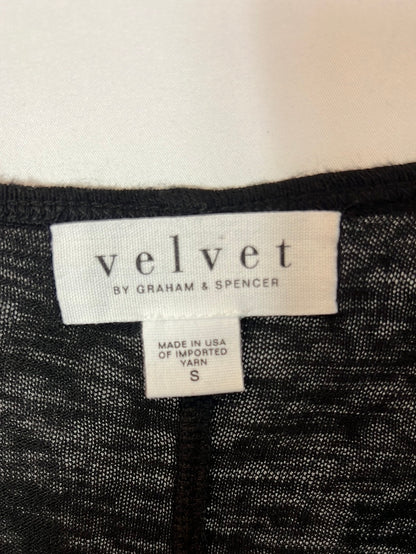 velvet
BY GRAHAM & SPENCER
MADE IN USA
OF IMPORTED
YARN
S